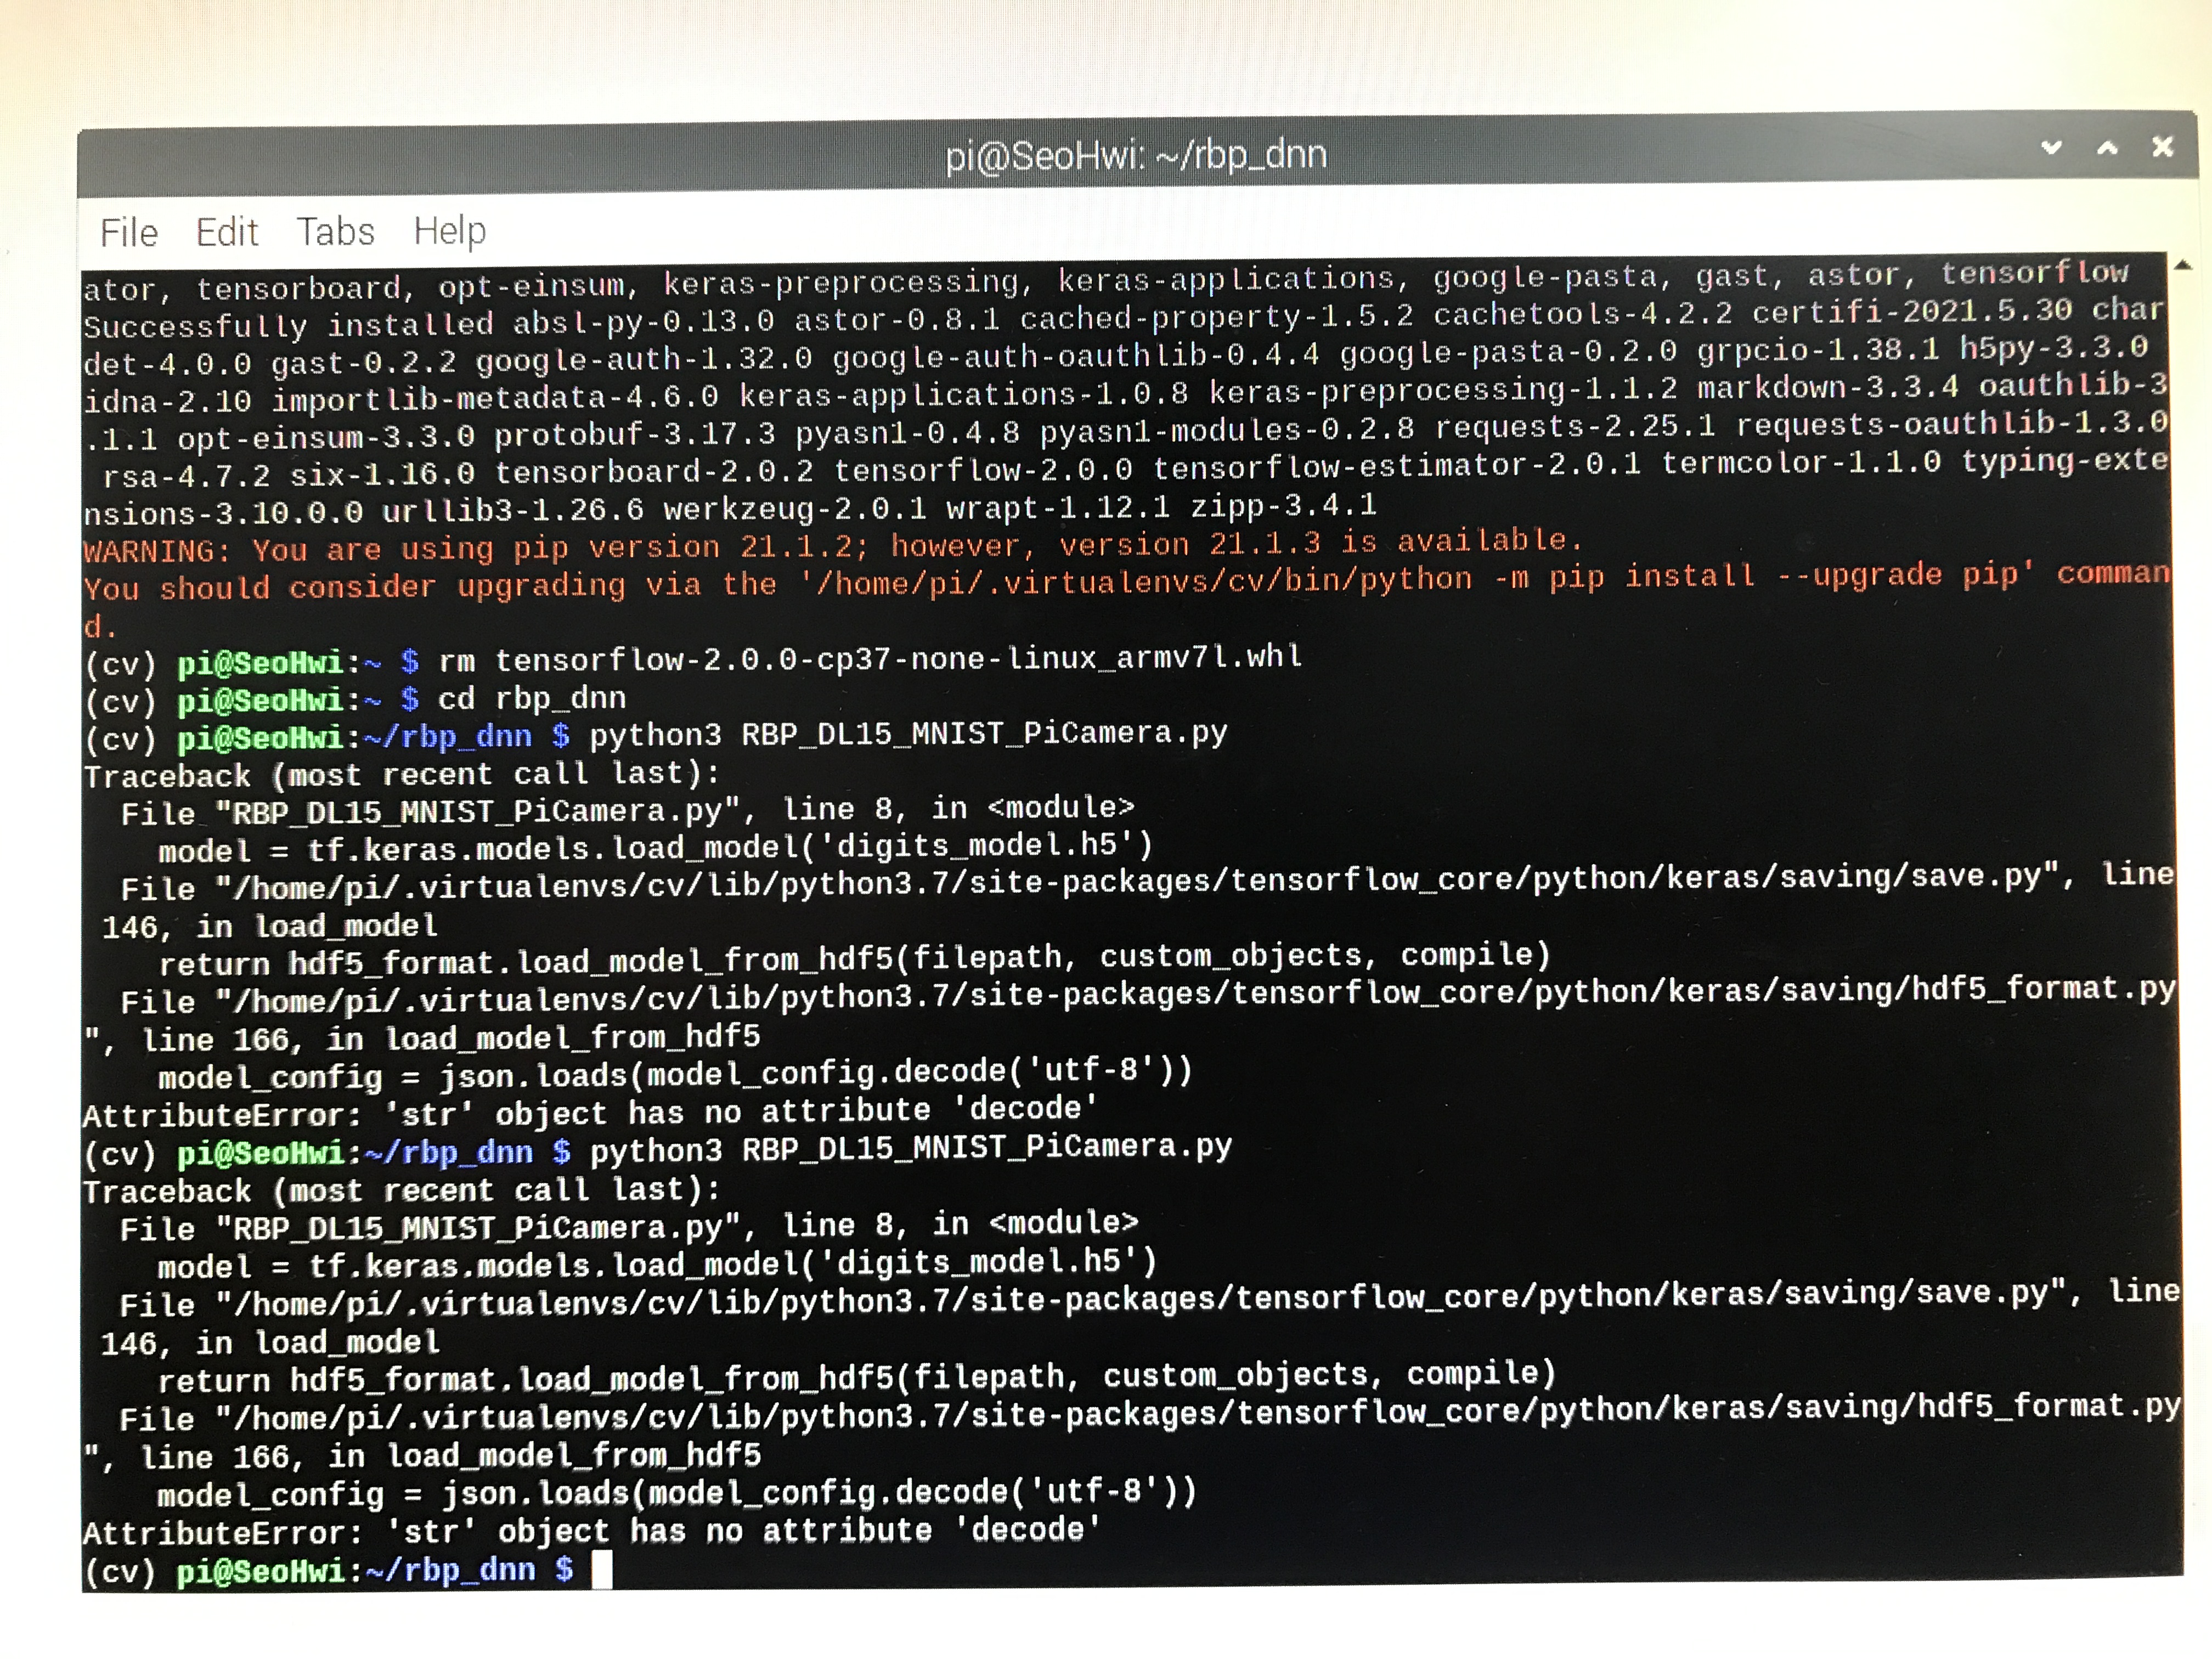 pi@SeoHwi: ~/rbp_dnn
File Edit Tabs Help
ator, tensorboard, opt-einsum, keras-preprocessing, keras-applications, google-pasta, gast, astor, tensorflow
Successfully installed absl-py-0.13.0 astor-0.8.1 cached-property-1.5.2 cachetools-4.2.2 certifi-2021.5.30 char
det-4.0.0 gast-0.2.2 google-auth-1.32.0 google-auth-oauthlib-0.4.4 google-pasta-0.2.0 grpcio-1.38.1 h5py-3.3.0
idna-2.10 importlib-metadata-4.6.0 keras-applications-1.0.8 keras-preprocessing-1.1.2 markdown-3.3.4 oauthlib-3
.1.1 opt-einsum-3.3.0 protobuf-3.17.3 pyasn1-0.4.8 pyasn1-modules-0.2.8 requests-2.25.1 requests-oauthlib-1.3.0
rsa-4.7.2 six-1.16.0 tensorboard-2.0.2 tensorflow-2.0.0 tensorflow-estimator-2.0.1 termcolor-1.1.0 typing-exte
nsions-3.10.0.0 urllib3-1.26.6 werkzeug-2.0.1 wrapt-1.12.1 zipp-3.4.1
WARNING: You are using pip version 21.1.2; however, version 21.1.3 is available.
You should consider upgrading via the '/home/pi/.virtualenvs/cv/bin/python -m pip install --upgrade pip' comman
d.
(cv) pi@SeoHwi:~ $ rm tensorflow-2.0.0-cp37-none-linux_armv7l.whl
(cv) pi@SeoHwi:~ $ cd rbp_dnn
(cv) pi@SeoHwi:~/rbp_dnn $ python3 RBP_DL15_MNIST_PiCamera.py
Traceback (most recent call last):
File "RBP_DL15_MNIST_PiCamera.py", line 8, in <module>
model = tf.keras.models.load_model('digits_model.h5')
File "/home/pi/.virtualenvs/cv/lib/python3.7/site-packages/tensorflow_core/python/keras/saving/save.py", line
146, in load_model
return hdf5_format.load_model_from_hdf5(filepath, custom_objects, compile)
File "/home/pi/.virtualenvs/cv/lib/python3.7/site-packages/tensorflow_core/python/keras/saving/hdf5_format.py
", line 166, in load_model_from_hdf5
model_config = json.loads(model_config.decode('utf-8'))
AttributeError: 'str' object has no attribute 'decode'
(cv) pi@SeoHwi:~/rbp_dnn $ python3 RBP_DL15_MNIST_PiCamera.py
Traceback (most recent call last):
File "RBP_DL15_MNIST_PiCamera.py", line 8, in <module>
model = tf.keras.models.load_model('digits_model.h5')
File "/home/pi/.virtualenvs/cv/lib/python3.7/site-packages/tensorflow_core/python/keras/saving/save.py", line
146, in load_model
return hdf5_format.load_model_from_hdf5(filepath, custom_objects, compile)
File "/home/pi/.virtualenvs/cv/lib/python3.7/site-packages/tensorflow_core/python/keras/saving/hdf5_format.py
", line 166, in load_model_from_hdf5
model_config = json.loads(model_config.decode('utf-8'))
AttributeError: 'str' object has no attribute 'decode'
(cv) pi@SeoHwi:~/rbp_dnn $